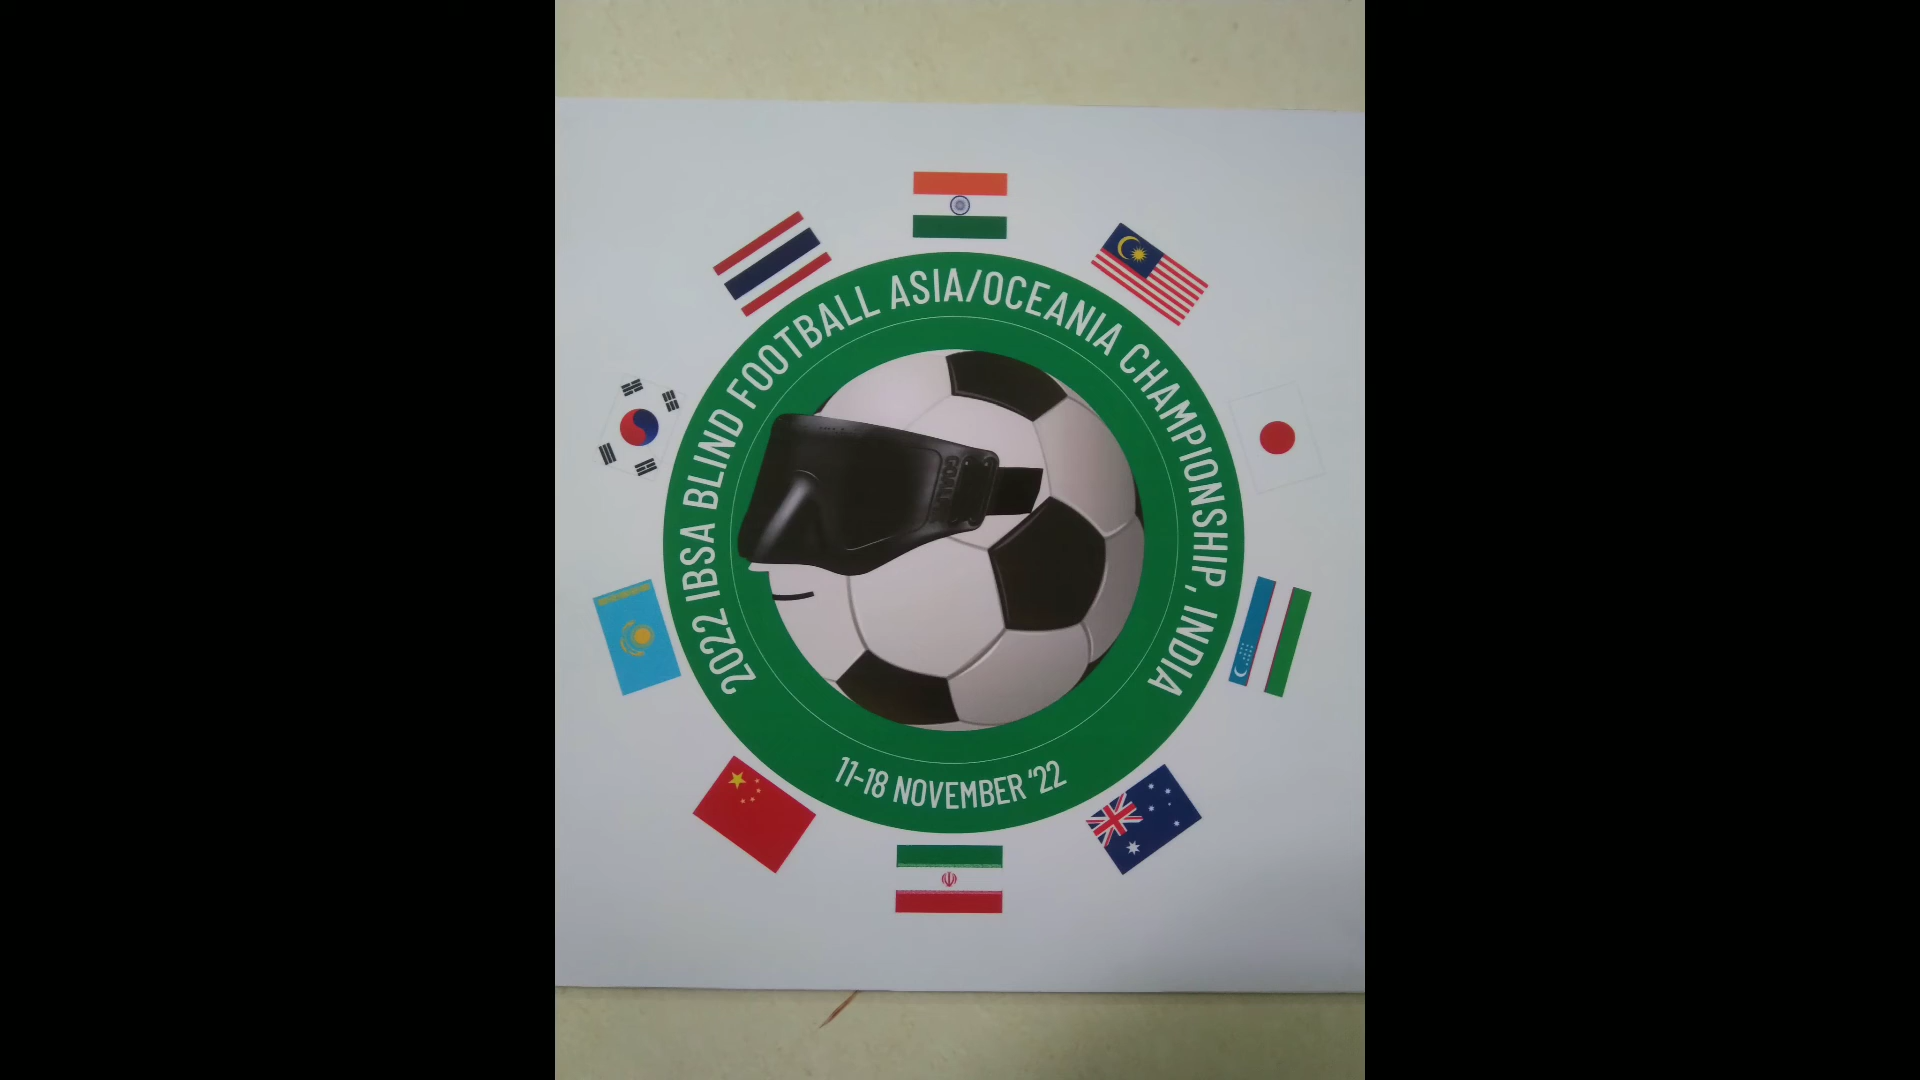 2022 IBSA BLIND FOOTBALL ASIA/OCEANIA CHAMPIONSHIP, INDIA
11-18 NOVEMBER '22